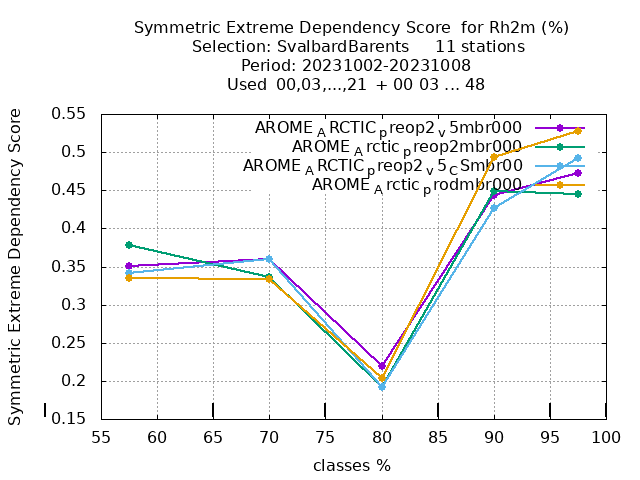 Symmetric Extreme Dependency Score for Rh2m (%)
Selection: SvalbardBarents 11 stations
Period: 20231002-20231008
Used 00,03,...,21 + 00 03 ... 48
Symmetric Extreme Dependency Score
0.55
0.5
0.45
0.4
0.35
0.3
0.25
0.2
0.15
AROME_ARCTIC_preop2_v5mbr000
AROME_Arctic_preop2mbr000
AROME_ARCTIC_preop2_v5_CSmbr00
AROME_Arctic_prodmbr000
55 60 65 70 75 80 85 90 95 100
classes %